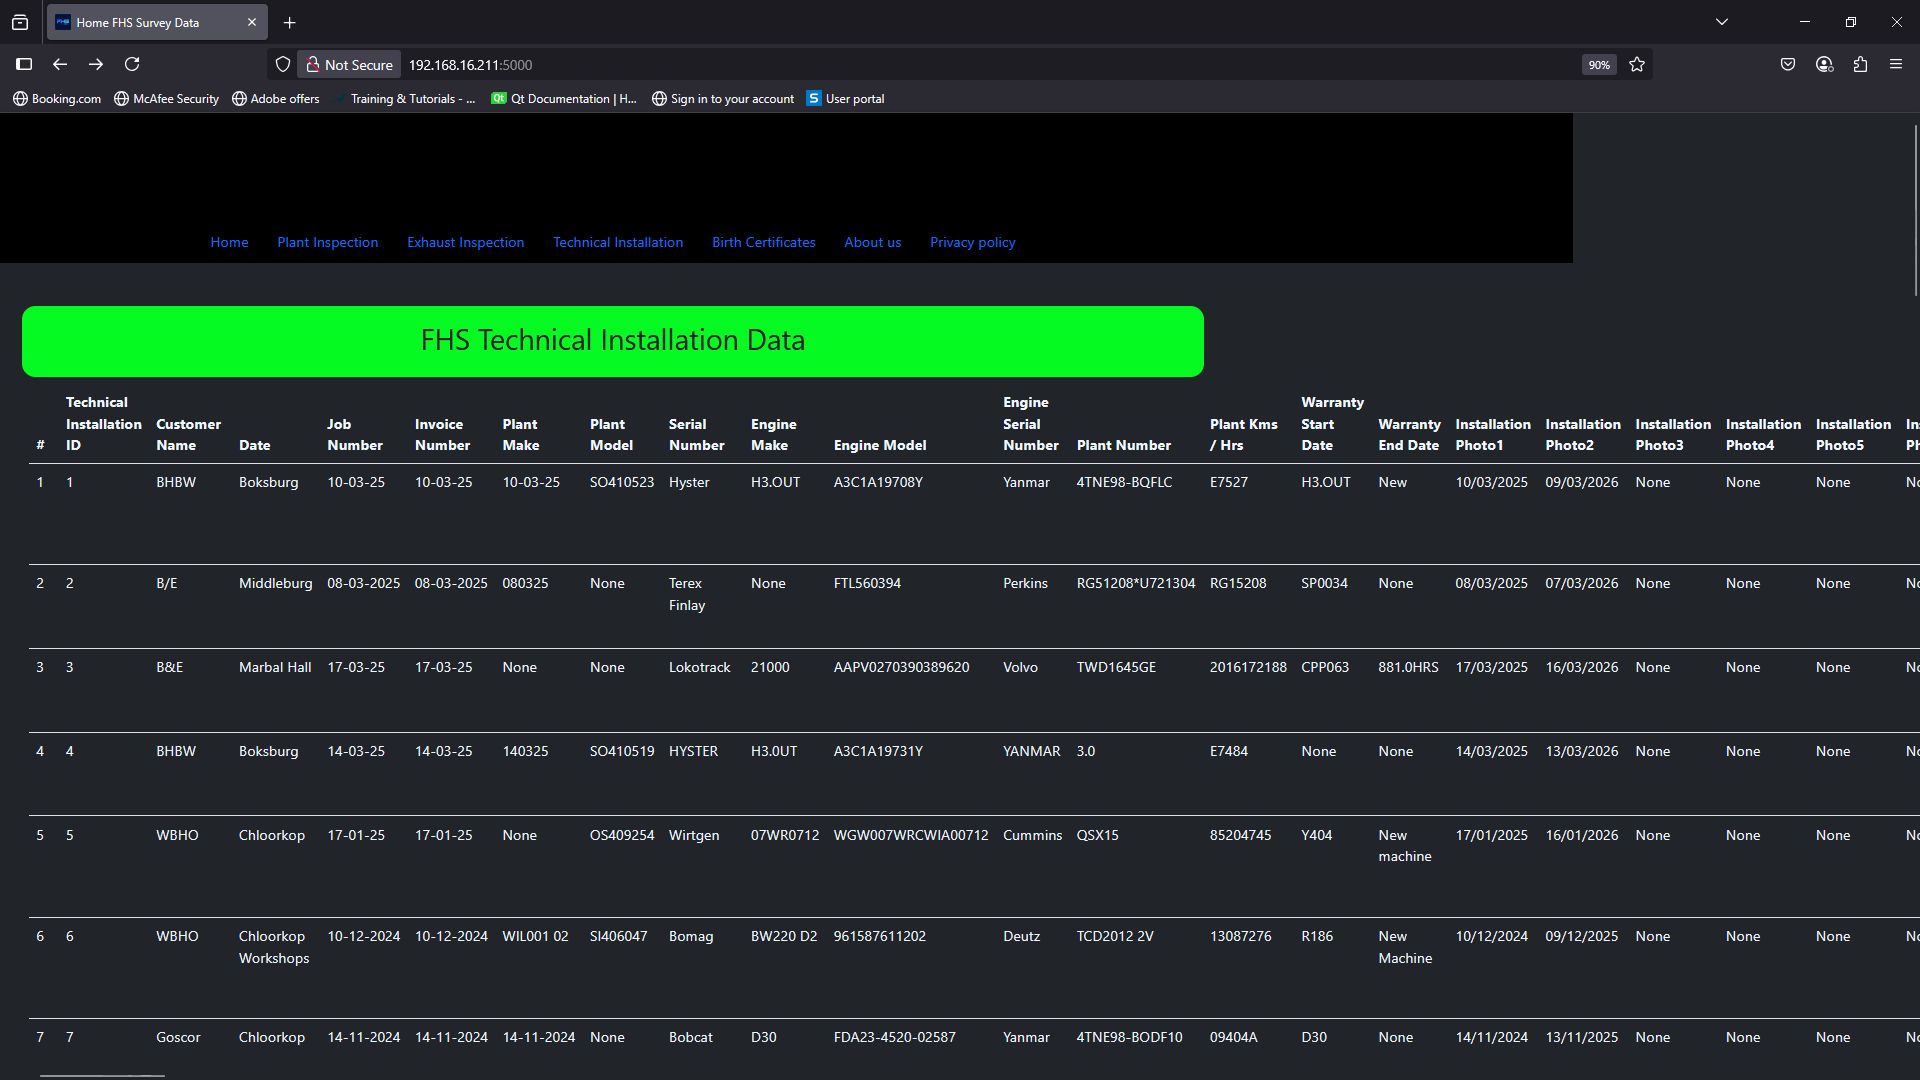 Home FHS Survey Data
Not Secure 192.168.16.211:5000 90%
Booking.com McAfee Security Adobe offers Training & Tutorials - ... Qt Documentation | H... Sign in to your account User portal
Home Plant Inspection Exhaust Inspection Technical Installation Birth Certificates About us Privacy policy
FHS Technical Installation Data
# Technical Installation ID Customer Name Date Job Number Invoice Number Plant Make Plant Model Serial Number Engine Make Engine Model Engine Serial Number Plant Number Plant Kms / Hrs Warranty Start Date Warranty End Date Installation Photo1 Installation Photo2 Installation Photo3 Installation Photo4 Installation Photo5
1 1 BHBW Boksburg 10-03-25 10-03-25 10-03-25 SO410523 Hyster H3.OUT A3C1A19708Y Yanmar 4TNE98-BQFLC E7527 H3.OUT New 10/03/2025 09/03/2026 None None None
2 2 B/E Middleburg 08-03-2025 08-03-2025 080325 None Terex Finlay None FTL560394 Perkins RG51208*U721304 RG15208 SP0034 None 08/03/2025 07/03/2026 None None None
3 3 B&E Marbal Hall 17-03-25 17-03-25 None None Lokotrack 21000 AAPV0270390389620 Volvo TWD1645GE 2016172188 CPP063 881.0HRS 17/03/2025 16/03/2026 None None None
4 4 BHBW Boksburg 14-03-25 14-03-25 140325 SO410519 HYSTER H3.0UT A3C1A19731Y YANMAR 3.0 E7484 None None 14/03/2025 13/03/2026 None None None
5 5 WBHO Chloorkop 17-01-25 17-01-25 None OS409254 Wirtgen 07WR0712 WGW007WRCWIA00712 Cummins QSX15 85204745 Y404 New machine 17/01/2025 16/01/2026 None None None
6 6 WBHO Chloorkop Workshops 10-12-2024 10-12-2024 WIL001 02 SI406047 Bomag BW220 D2 961587611202 Deutz TCD2012 2V 13087276 R186 New Machine 10/12/2024 09/12/2025 None None None
7 7 Goscor Chloorkop 14-11-2024 14-11-2024 14-11-2024 None Bobcat D30 FDA23-4520-02587 Yanmar 4TNE98-BODF10 09404A D30 None 14/11/2024 13/11/2025 None None None